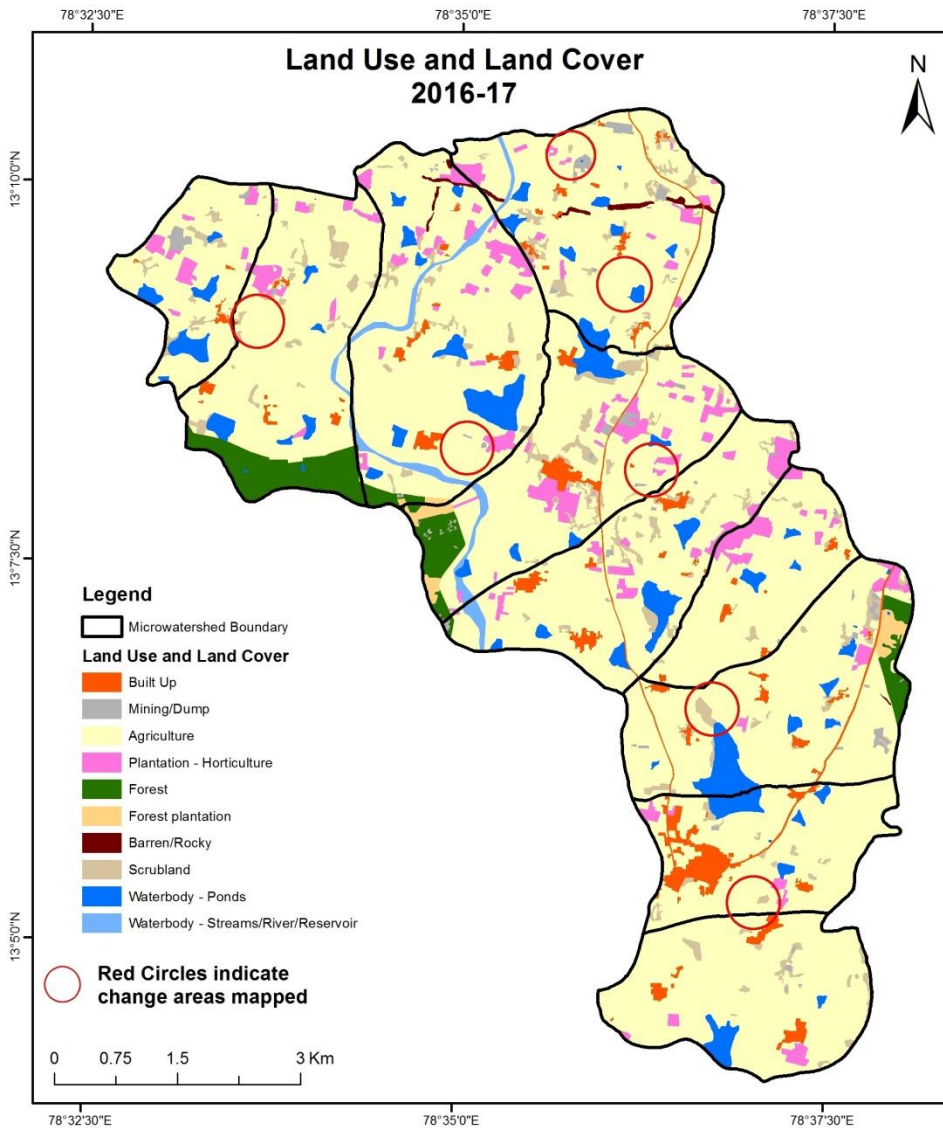 78°32'30"E
78°35'0"E
78°37'30"E
Land Use and Land Cover
2016-17
N
13°10'0"N
13°7'30"N
13°5'0"N
Legend
Microwatershed Boundary
Land Use and Land Cover
Built Up
Mining/Dump
Agriculture
Plantation - Horticulture
Forest
Forest plantation
Barren/Rocky
Scrubland
Waterbody - Ponds
Waterbody - Streams/River/Reservoir
Red Circles indicate
change areas mapped
0 0.75 1.5 3 Km
78°32'30"E
78°35'0"E
78°37'30"E